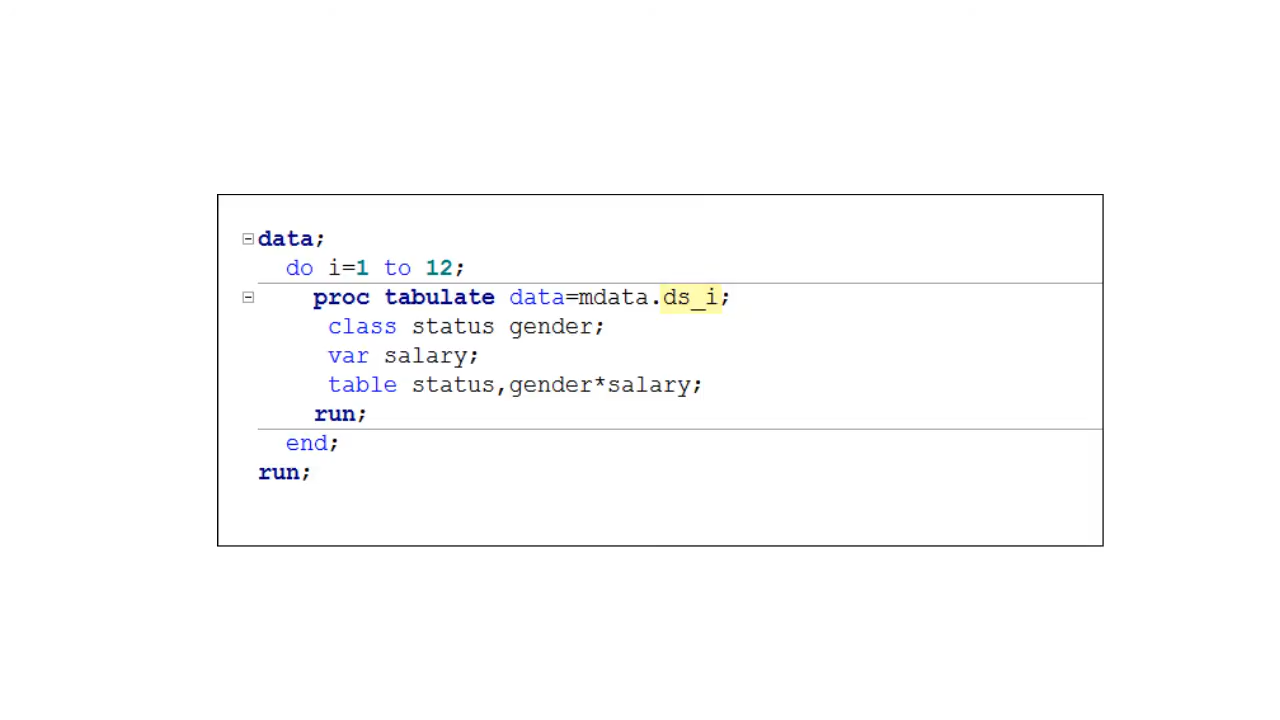 data;
do i=1 to 12;
proc tabulate data=mdata.ds_i;
class status gender;
var salary;
table status,gender*salary;
run;
end;
run;